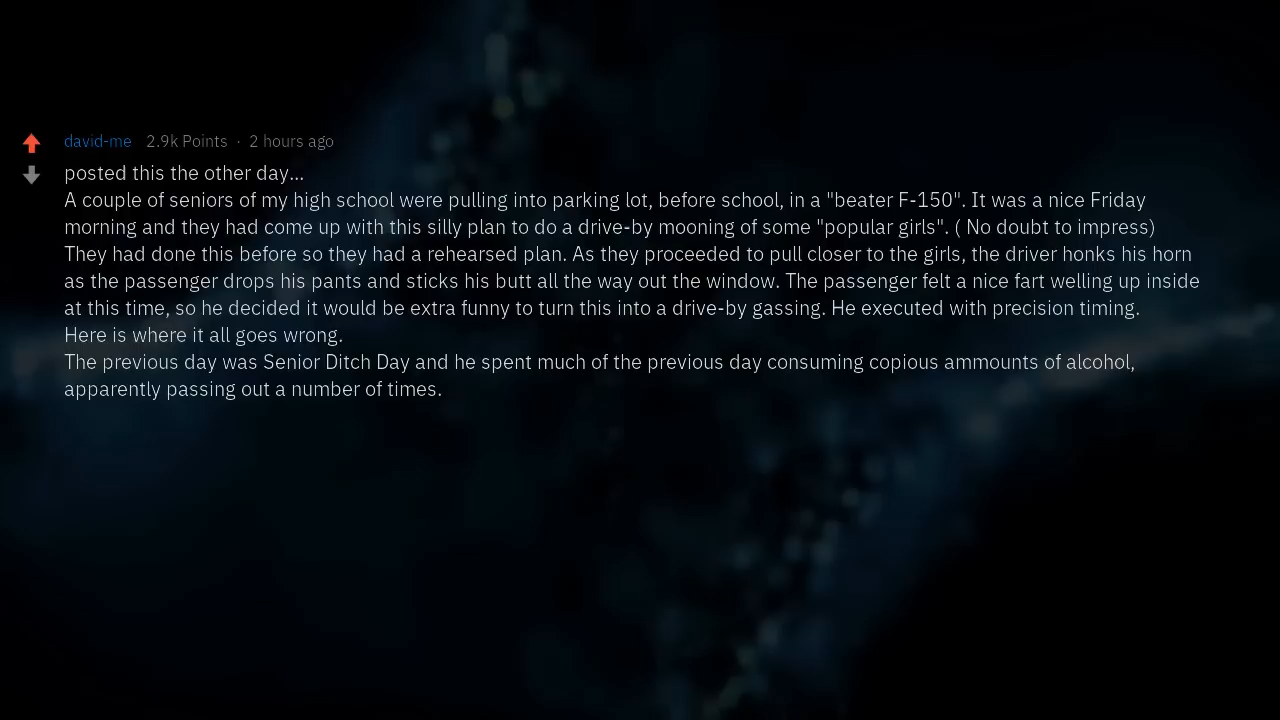 david-me 2.9k Points · 2 hours ago
posted this the other day...
A couple of seniors of my high school were pulling into parking lot, before school, in a "beater F-150". It was a nice Friday
morning and they had come up with this silly plan to do a drive-by mooning of some "popular girls". ( No doubt to impress)
They had done this before so they had a rehearsed plan. As they proceeded to pull closer to the girls, the driver honks his horn
as the passenger drops his pants and sticks his butt all the way out the window. The passenger felt a nice fart welling up inside
at this time, so he decided it would be extra funny to turn this into a drive-by gassing. He executed with precision timing.
Here is where it all goes wrong.
The previous day was Senior Ditch Day and he spent much of the previous day consuming copious ammounts of alcohol,
apparently passing out a number of times.